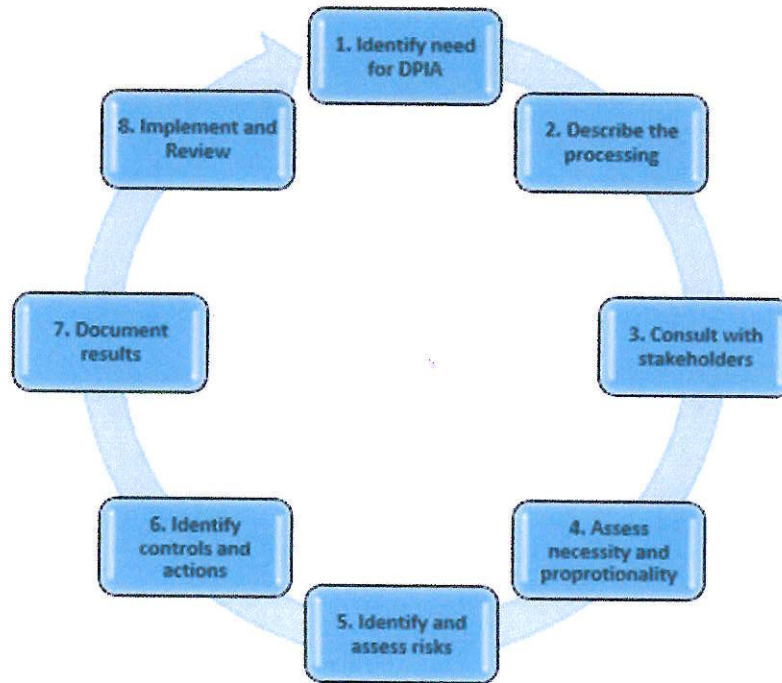 1. Identify need
for DPIA
2. Describe the
processing
3. Consult with
stakeholders
4. Assess
necessity and
proprotionality
5. Identify and
assess risks
6. Identify
controls and
actions
7. Document
results
8. Implement and
Review